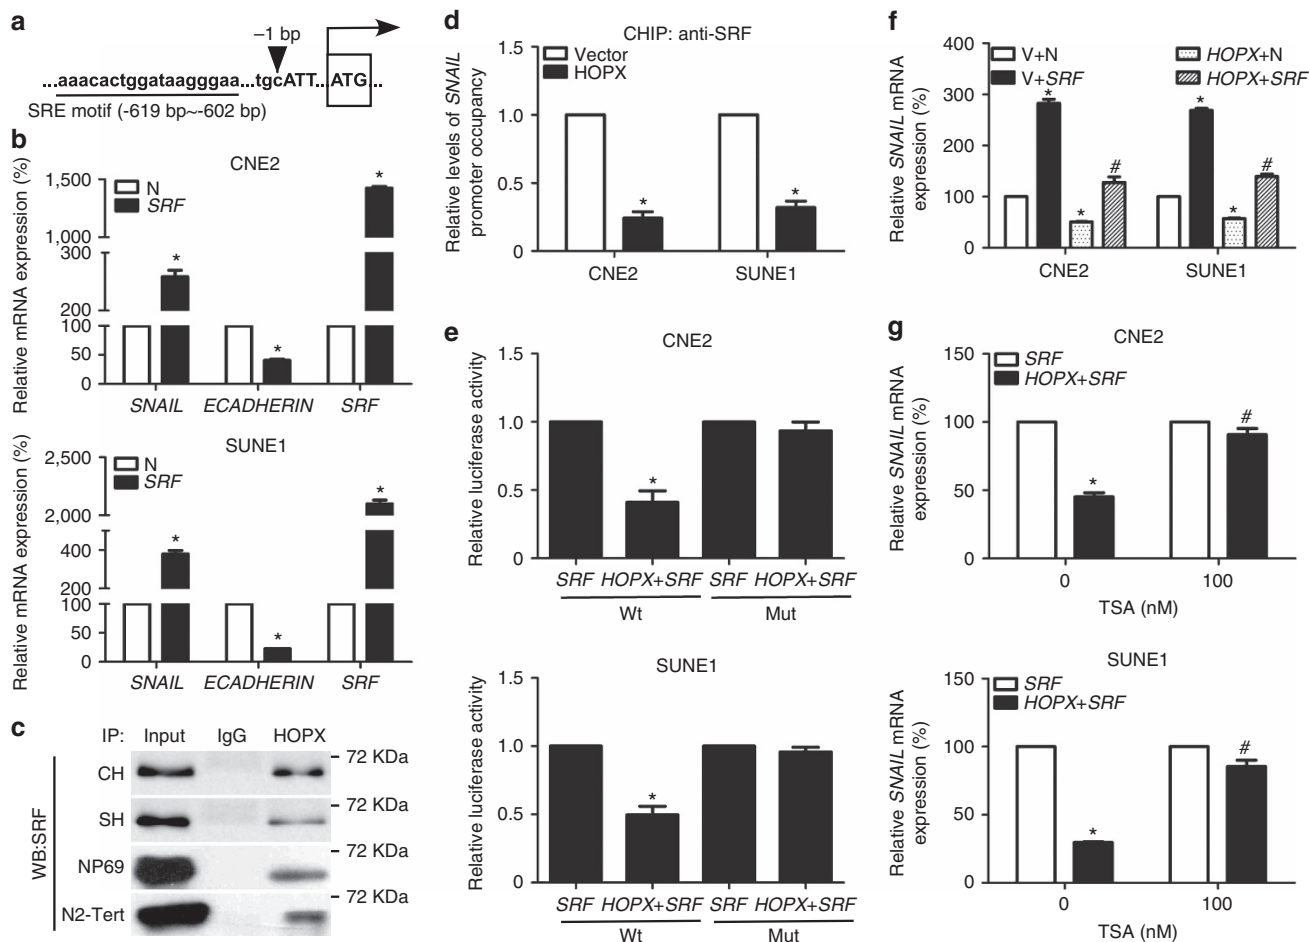 a
–1 bp
...aaacactggataagggaa...tgcATT...ATG...
SRE motif (-619 bp~-602 bp)
b
CNE2
Relative mRNA expression (%)
N
SRF
1,500
1,000
300
200
100
50
0
*
*
*
SNAIL ECADHERIN SRF
SUNE1
Relative mRNA expression (%)
N
SRF
2,500
2,000
400
200
100
50
0
*
*
*
SNAIL ECADHERIN SRF
c
IP: Input IgG HOPX
WB:SRF
CH 72 KDa
SH 72 KDa
NP69 72 KDa
N2-Tert 72 KDa
d
CHIP: anti-SRF
Vector
HOPX
Relative levels of SNAIL
promoter occupancy
1.5
1.0
0.5
0
*
*
CNE2 SUNE1
e
CNE2
Relative luciferase activity
1.5
1.0
0.5
0
*
SRF HOPX+SRF SRF HOPX+SRF
Wt Mut
SUNE1
Relative luciferase activity
1.5
1.0
0.5
0
*
SRF HOPX+SRF SRF HOPX+SRF
Wt Mut
f
V+N HOPX+N
V+SRF HOPX+SRF
Relative SNAIL mRNA
expression (%)
400
300
200
100
0
*
*
#
*
*
#
CNE2 SUNE1
g
CNE2
SRF
HOPX+SRF
Relative SNAIL mRNA
expression (%)
150
100
50
0
*
#
0 100
TSA (nM)
SUNE1
SRF
HOPX+SRF
Relative SNAIL mRNA
expression (%)
150
100
50
0
*
#
0 100
TSA (nM)